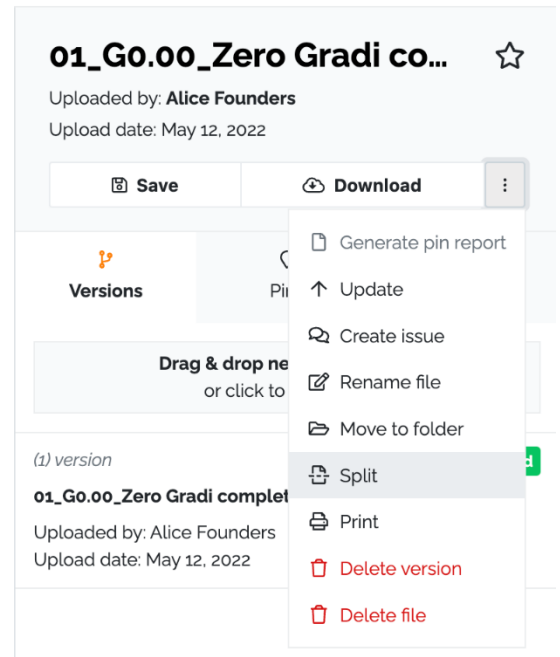 01_G0.00_Zero Gradi co...
Uploaded by: Alice Founders
Upload date: May 12, 2022
Save
Download
Versions
Generate pin report
Update
Create issue
Rename file
Move to folder
Split
Print
Delete version
Delete file
Drag & drop ne
or click to
(1) version
01_G0.00_Zero Gradi complet
Uploaded by: Alice Founders
Upload date: May 12, 2022